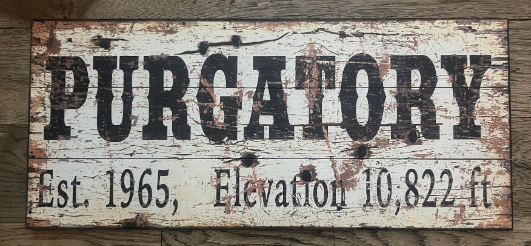 PURGATORY
Est. 1965, Elevation 10,822 ft